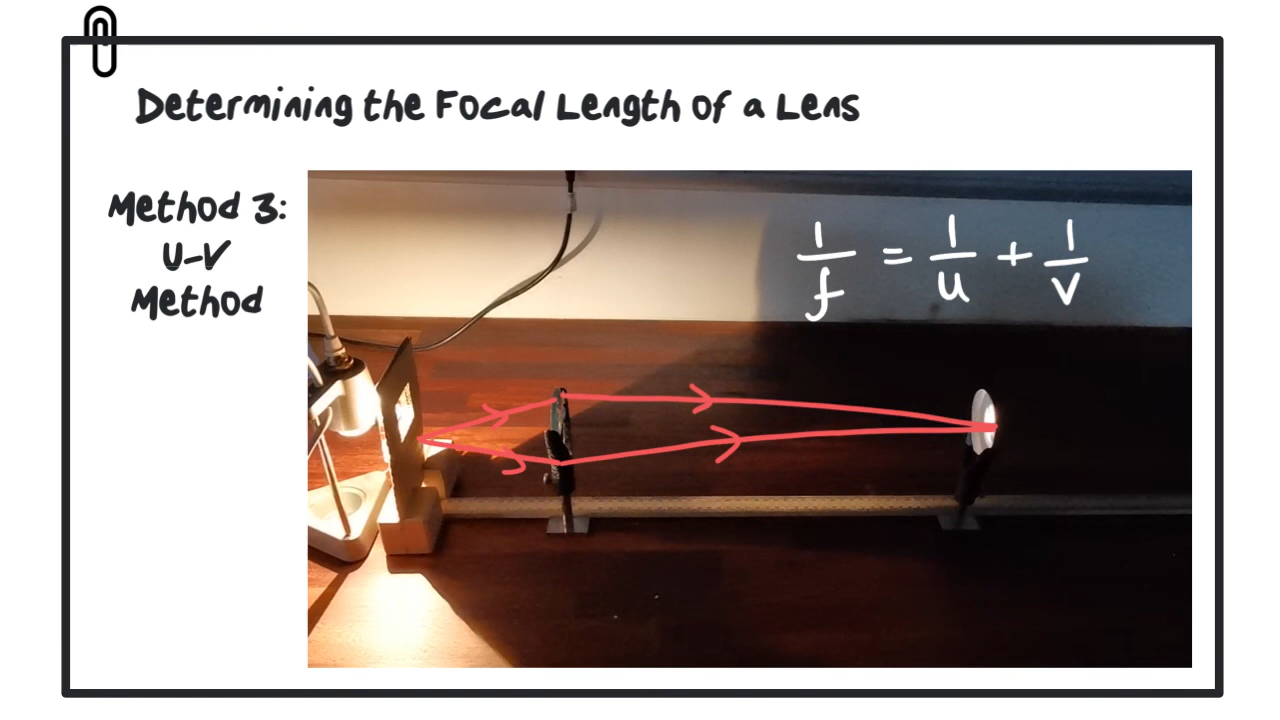 Determining the Focal Length of a Lens
Method 3:
U-V
Method
1/f = 1/u + 1/v